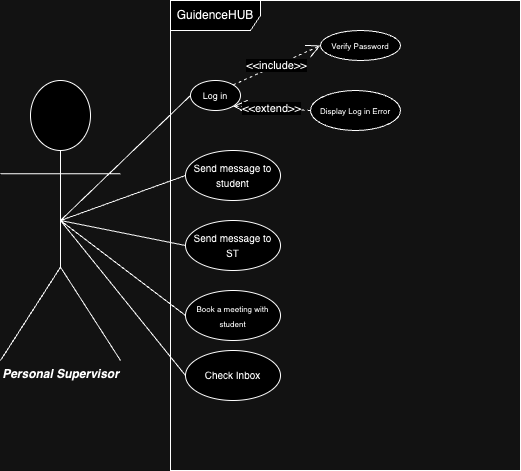 GuidenceHUB
Verify Password
<<include>>
Log in
<<extend>>
Display Log in Error
Send message to
student
Send message to
ST
Book a meeting with
student
Check Inbox
Personal Supervisor